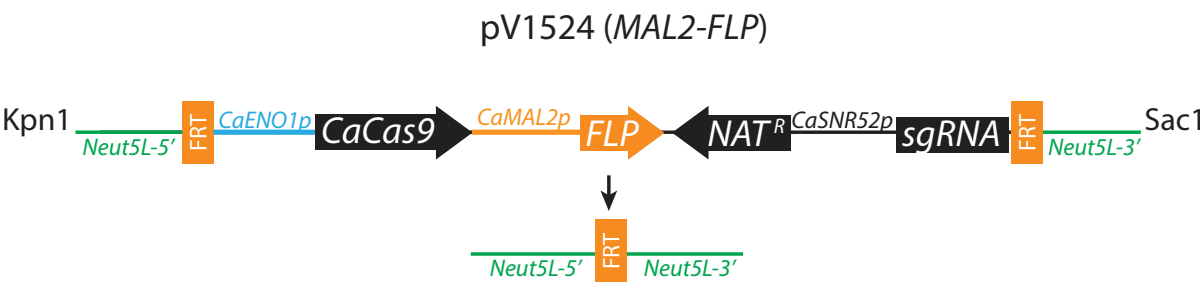 pV1524 (MAL2-FLP)
Kpn1 Neut5L-5′ FRT CaENO1p CaCas9 CaMAL2p FLP NATR CaSNR52p sgRNA FRT Neut5L-3′ Sac1
Neut5L-5′ FRT Neut5L-3′